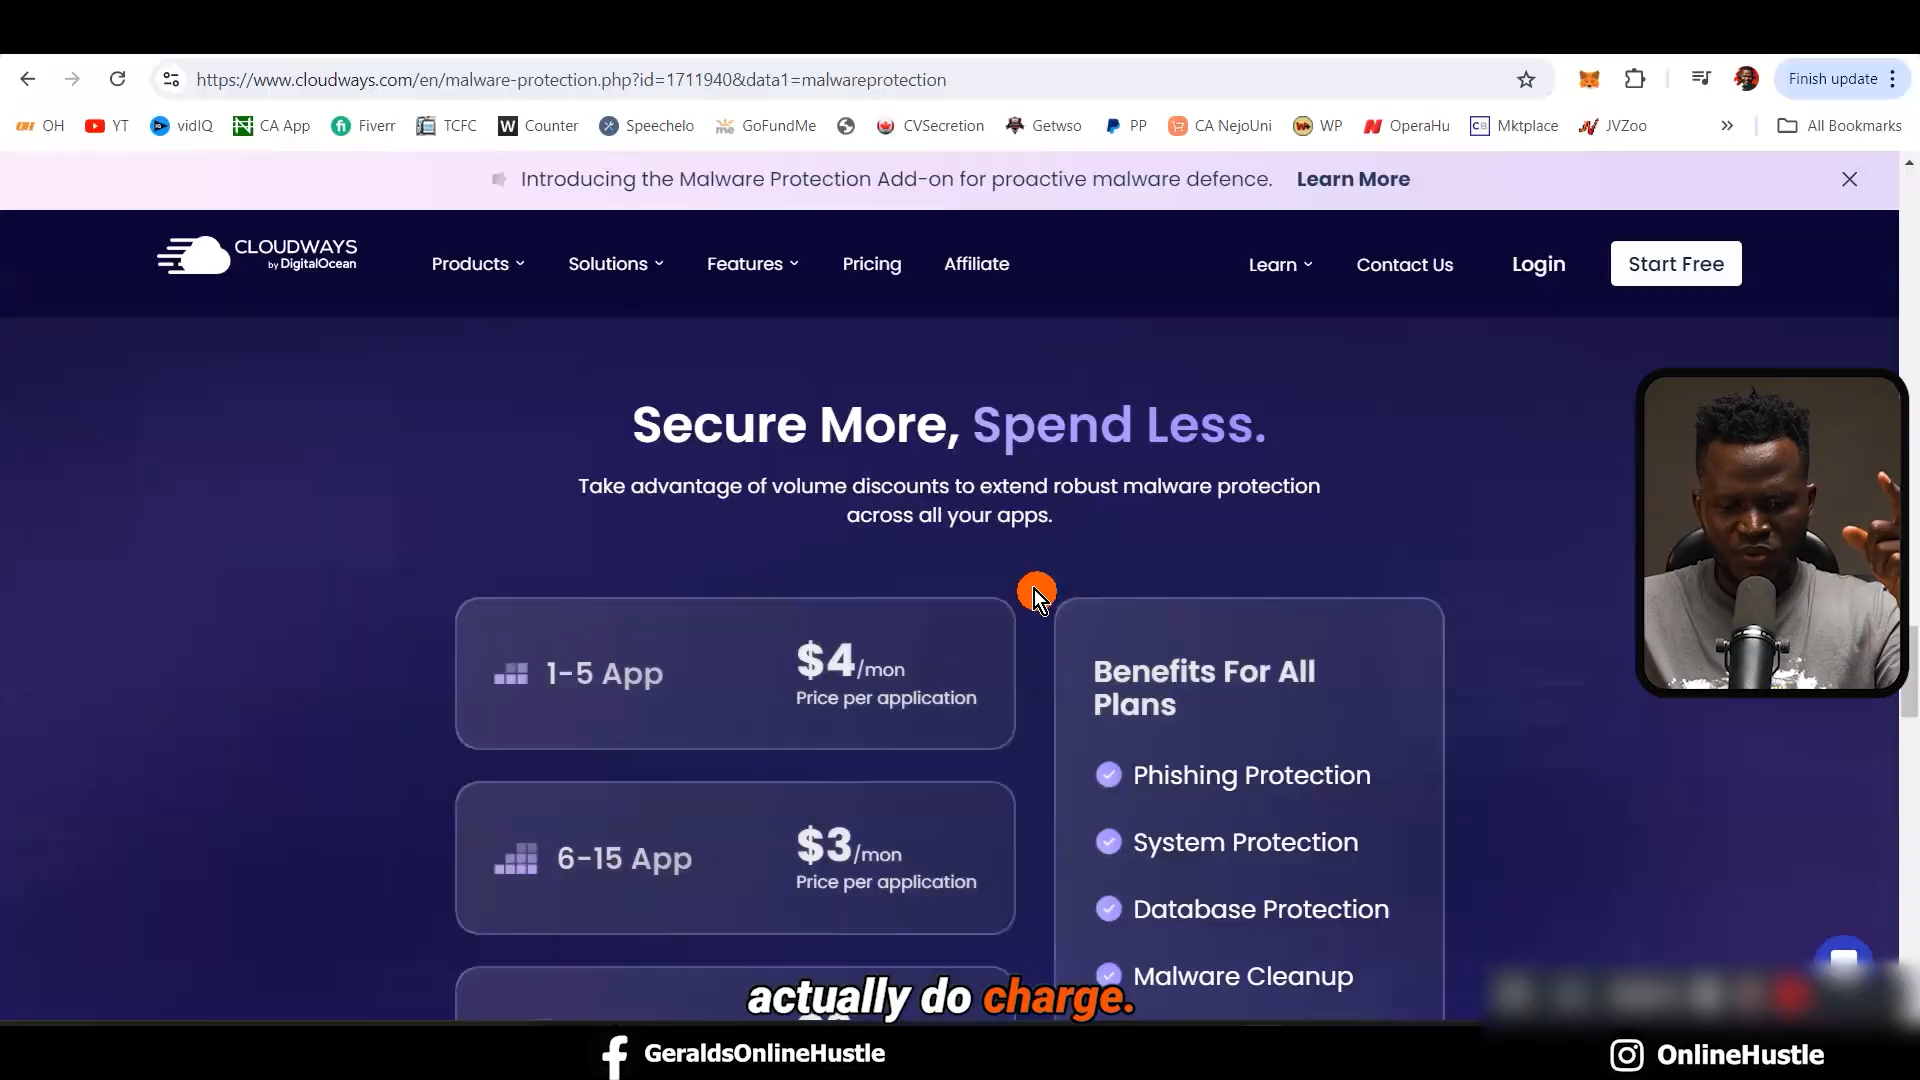 https://www.cloudways.com/en/malware-protection.php?id=1711940&data1=malwareprotection
Finish update
OH YT vidIQ CA App Fiverr TCFC Counter Speechelo GoFundMe CVSecretion Getwso PP CA NejoUni WP OperaHu Mktplace JVZoo All Bookmarks
Introducing the Malware Protection Add-on for proactive malware defence. Learn More
CLOUDWAYS
by DigitalOcean
Products Solutions Features Pricing Affiliate Learn Contact Us Login Start Free
Secure More, Spend Less.
Take advantage of volume discounts to extend robust malware protection
across all your apps.
1-5 App
$4/mon
Price per application
6-15 App
$3/mon
Price per application
Benefits For All
Plans
Phishing Protection
System Protection
Database Protection
Malware Cleanup
actually do charge.
GeraldsOnlineHustle
OnlineHustle